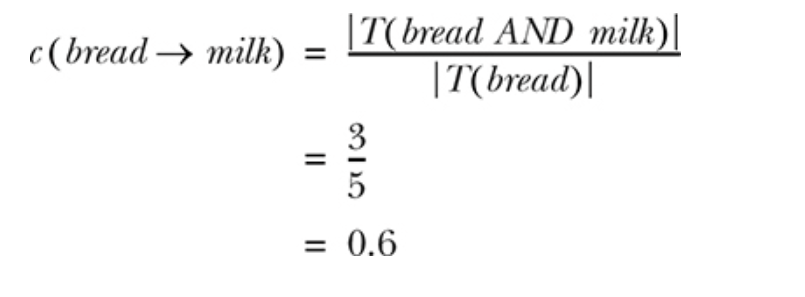 c(bread → milk) = |T(bread AND milk)| / |T(bread)|
= 3/5
= 0.6